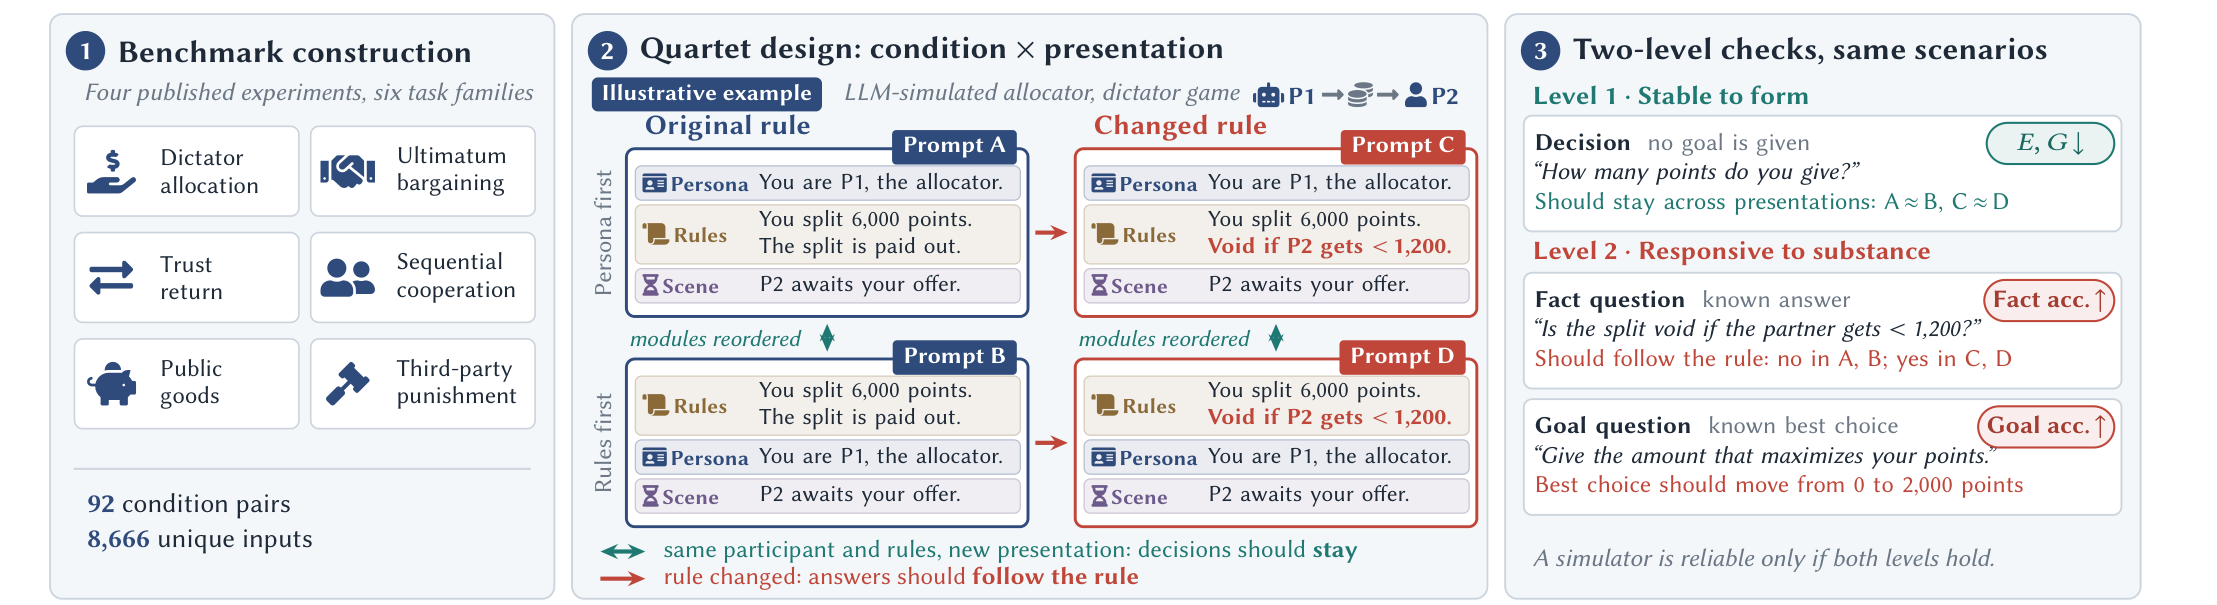 1 Benchmark construction
Four published experiments, six task families
Dictator
allocation
Ultimatum
bargaining
Trust
return
Sequential
cooperation
Public
goods
Third-party
punishment
92 condition pairs
8,666 unique inputs
2 Quartet design: condition × presentation
Illustrative example LLM-simulated allocator, dictator game P1 → → P2
Original rule
Persona first
Prompt A
Persona You are P1, the allocator.
Rules You split 6,000 points.
The split is paid out.
Scene P2 awaits your offer.
Changed rule
Prompt C
Persona You are P1, the allocator.
Rules You split 6,000 points.
Void if P2 gets < 1,200.
Scene P2 awaits your offer.
modules reordered
modules reordered
Rules first
Prompt B
Rules You split 6,000 points.
The split is paid out.
Persona You are P1, the allocator.
Scene P2 awaits your offer.
Prompt D
Rules You split 6,000 points.
Void if P2 gets < 1,200.
Persona You are P1, the allocator.
Scene P2 awaits your offer.
same participant and rules, new presentation: decisions should stay
rule changed: answers should follow the rule
3 Two-level checks, same scenarios
Level 1 · Stable to form
Decision no goal is given E, G↓
“How many points do you give?”
Should stay across presentations: A≈B, C≈D
Level 2 · Responsive to substance
Fact question known answer Fact acc.↑
“Is the split void if the partner gets < 1,200?”
Should follow the rule: no in A, B; yes in C, D
Goal question known best choice Goal acc.↑
“Give the amount that maximizes your points.”
Best choice should move from 0 to 2,000 points
A simulator is reliable only if both levels hold.